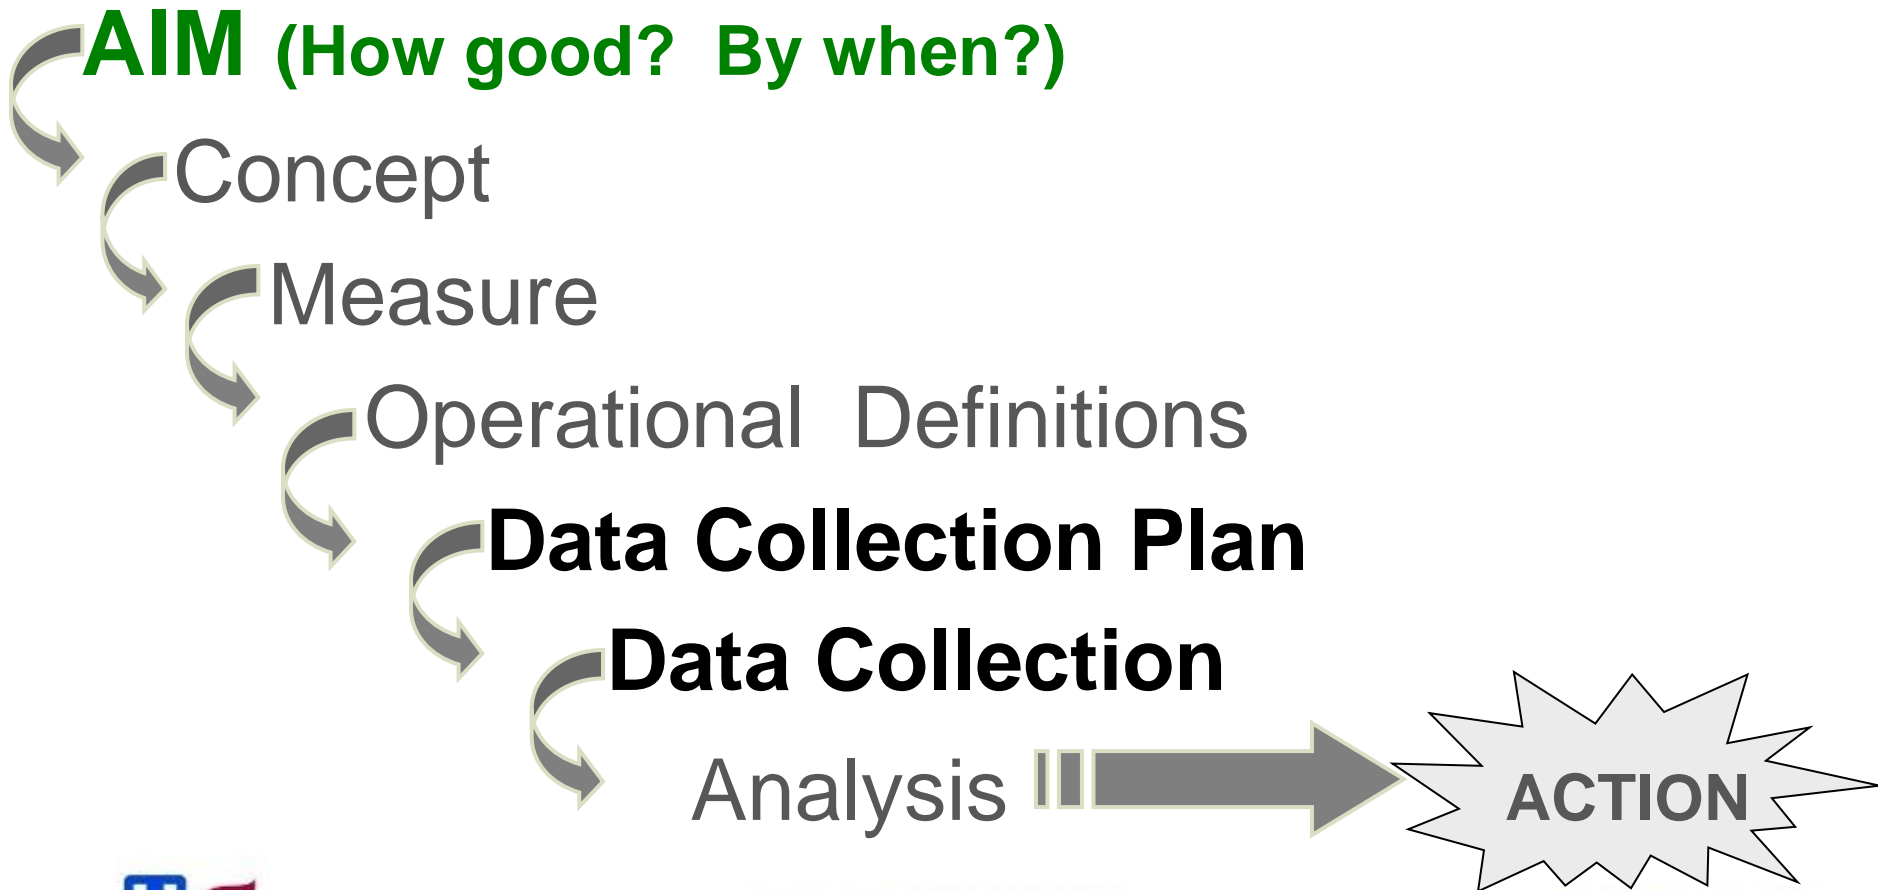 AIM (How good? By when?)
Concept
Measure
Operational Definitions
Data Collection Plan
Data Collection
Analysis
ACTION